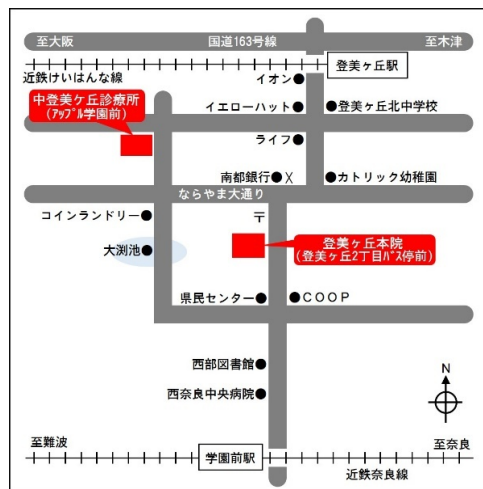 至大阪
国道163号線
至木津
登美ヶ丘駅
近鉄けいはんな線
イオン
中登美ケ丘診療所
(アップル学園前)
イエローハット
登美ヶ丘北中学校
ライフ
南都銀行
X
カトリック幼稚園
ならやま大通り
コインランドリー
〒
大渕池
登美ヶ丘本院
(登美ヶ丘2丁目バス停前)
県民センター
COOP
西部図書館
西奈良中央病院
N
至難波
学園前駅
至奈良
近鉄奈良線